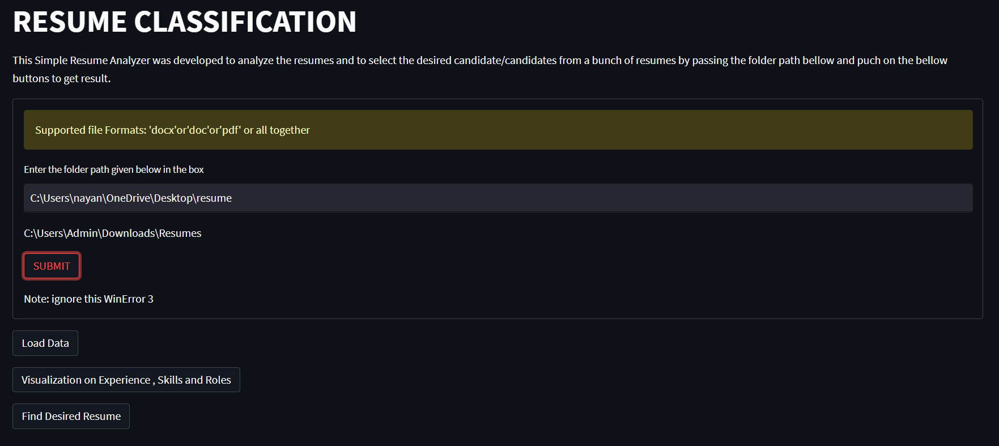 RESUME CLASSIFICATION
This Simple Resume Analyzer was developed to analyze the resumes and to select the desired candidate/candidates from a bunch of resumes by passing the folder path bellow and puch on the bellow
buttons to get result.
Supported file Formats: 'docx'or'doc'or'pdf' or all together
Enter the folder path given below in the box
C:\Users\nayan\OneDrive\Desktop\resume
C:\Users\Admin\Downloads\Resumes
SUBMIT
Note: ignore this WinError 3
Load Data
Visualization on Experience , Skills and Roles
Find Desired Resume